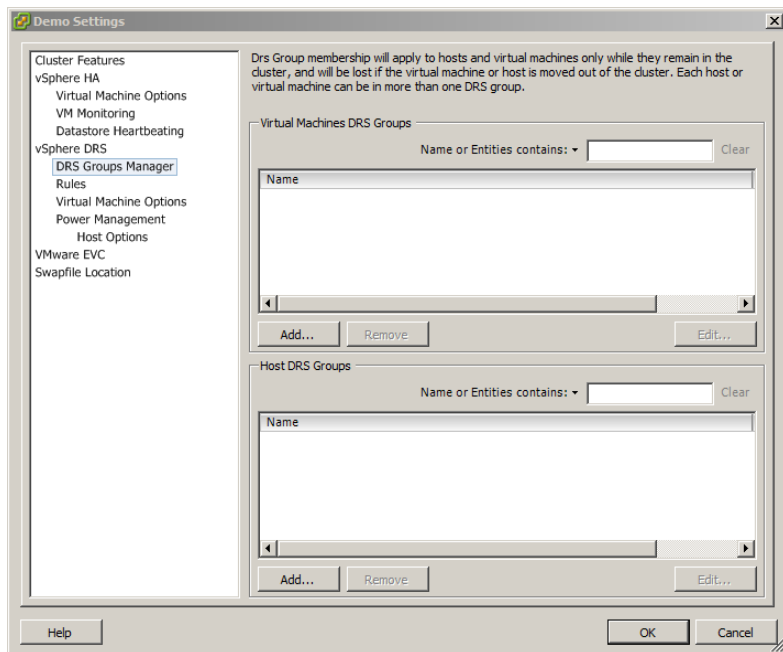 Demo Settings
Cluster Features
vSphere HA
Virtual Machine Options
VM Monitoring
Datastore Heartbeating
vSphere DRS
DRS Groups Manager
Rules
Virtual Machine Options
Power Management
Host Options
VMware EVC
Swapfile Location
Drs Group membership will apply to hosts and virtual machines only while they remain in the
cluster, and will be lost if the virtual machine or host is moved out of the cluster. Each host or
virtual machine can be in more than one DRS group.
Virtual Machines DRS Groups
Name or Entities contains: Clear
Name
Add... Remove Edit...
Host DRS Groups
Name or Entities contains: Clear
Name
Add... Remove Edit...
Help OK Cancel